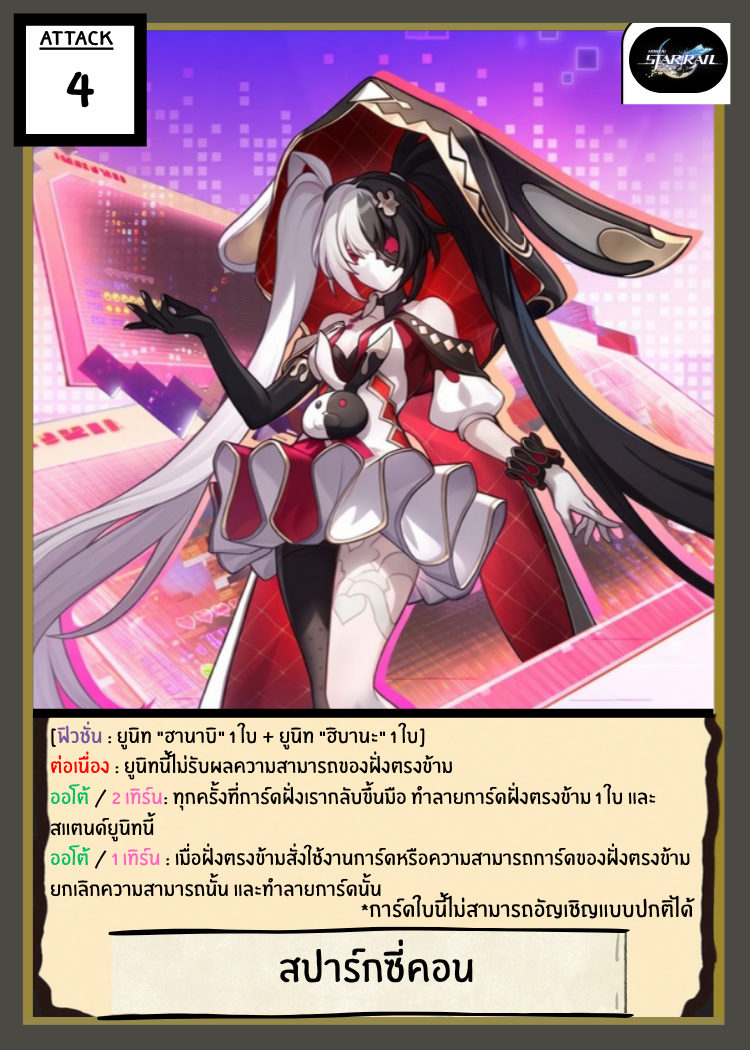 ATTACK
4
HONKAI
STAR RAIL
[ฟิวชั่น : ยูนิท "ฮานาบิ" 1 ใบ + ยูนิท "ฮิบานะ" 1 ใบ]
ต่อเนื่อง : ยูนิทนี้ไม่รับผลความสามารถของฝั่งตรงข้าม
ออโต้ / 2 เทิร์น: ทุกครั้งที่การ์ดฝั่งเรากลับขึ้นมือ ทำลายการ์ดฝั่งตรงข้าม 1 ใบ และ
สแตนด์ยูนิทนี้
ออโต้ / 1 เทิร์น : เมื่อฝั่งตรงข้ามสั่งใช้งานการ์ดหรือความสามารถการ์ดของฝั่งตรงข้าม
ยกเลิกความสามารถนั้น และทำลายการ์ดนั้น
*การ์ดใบนี้ไม่สามารถอัญเชิญแบบปกติได้
สปาร์กซี่คอน